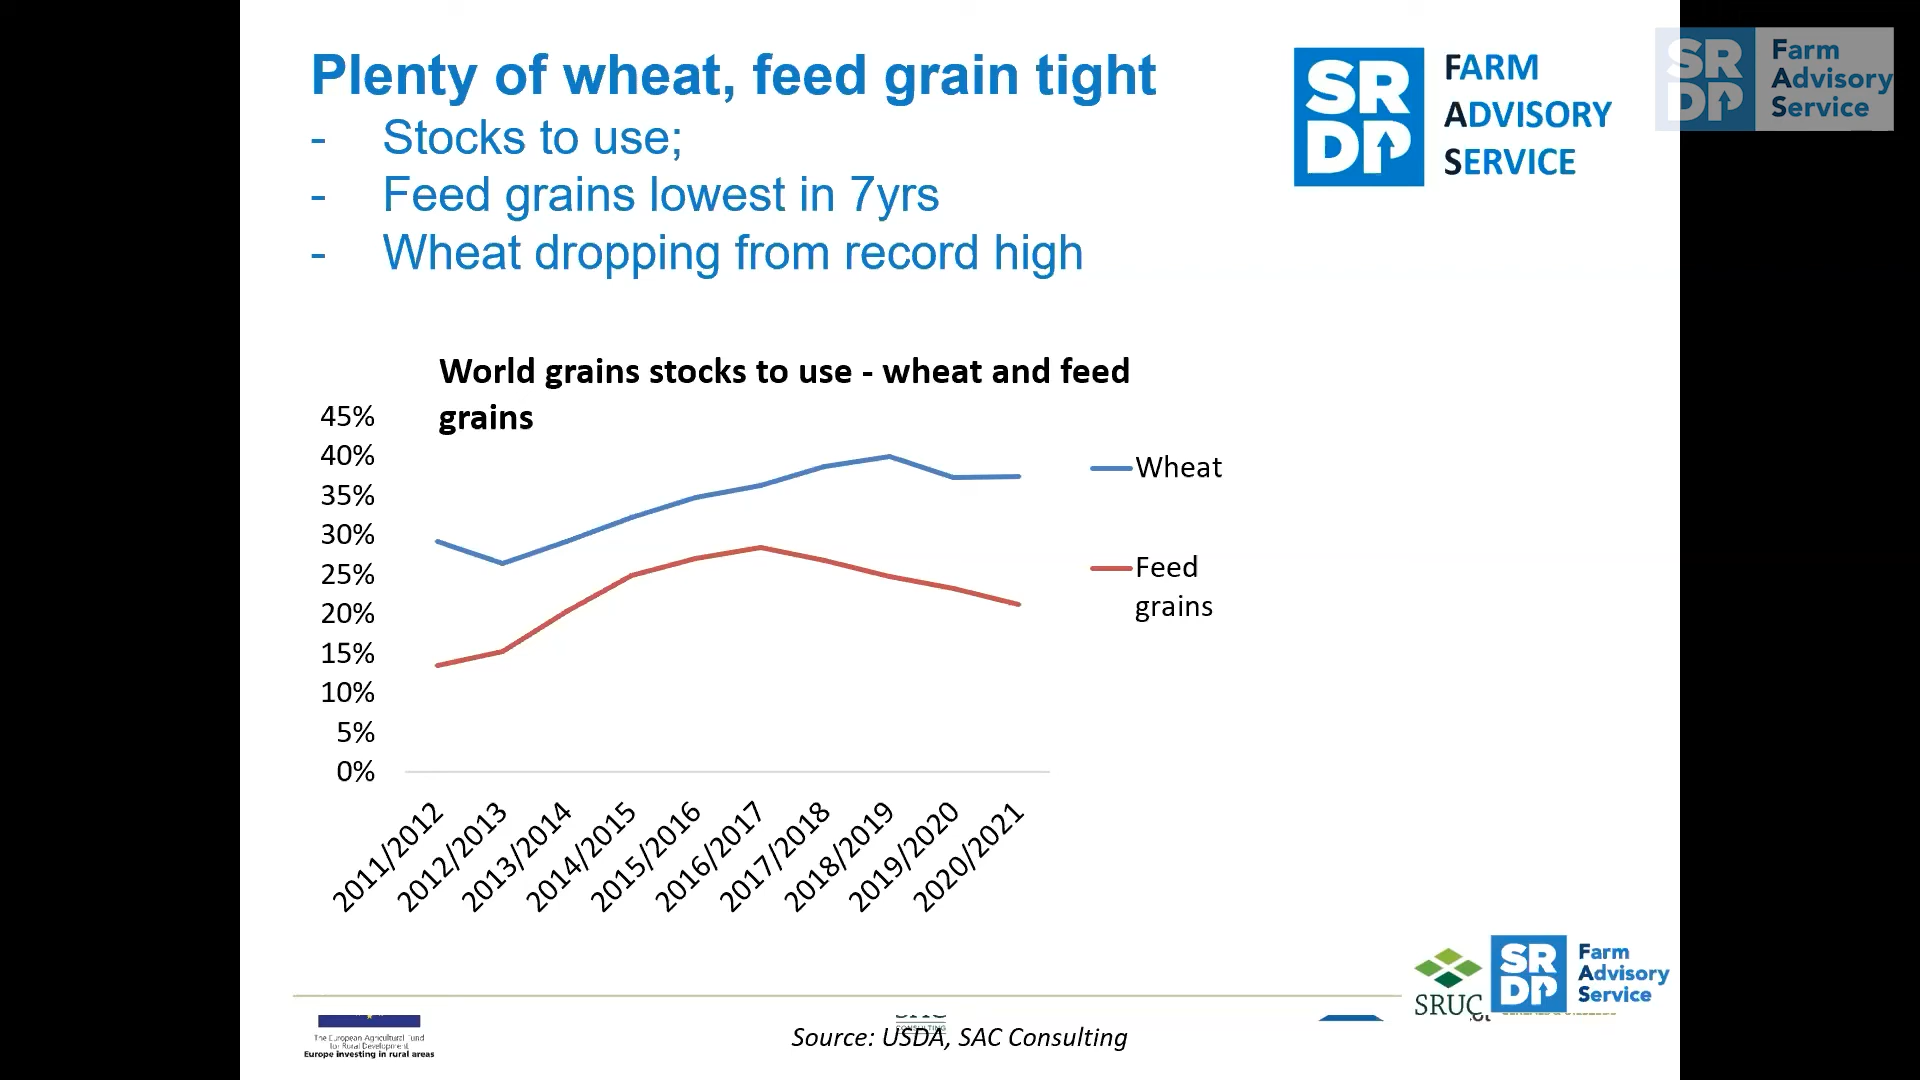 Plenty of wheat, feed grain tight
- Stocks to use;
- Feed grains lowest in 7yrs
- Wheat dropping from record high
SR
DP
FARM
ADVISORY
SERVICE
SR
DP
Farm
Advisory
Service
World grains stocks to use - wheat and feed
grains
45%
40%
35%
30%
25%
20%
15%
10%
5%
0%
Wheat
Feed
grains
2011/2012
2012/2013
2013/2014
2014/2015
2015/2016
2016/2017
2017/2018
2018/2019
2019/2020
2020/2021
The European Agricultural Fund
for Rural Development
Europe investing in rural areas
CONSULTING
Source: USDA, SAC Consulting
SRUC
SR
DP
Farm
Advisory
Service